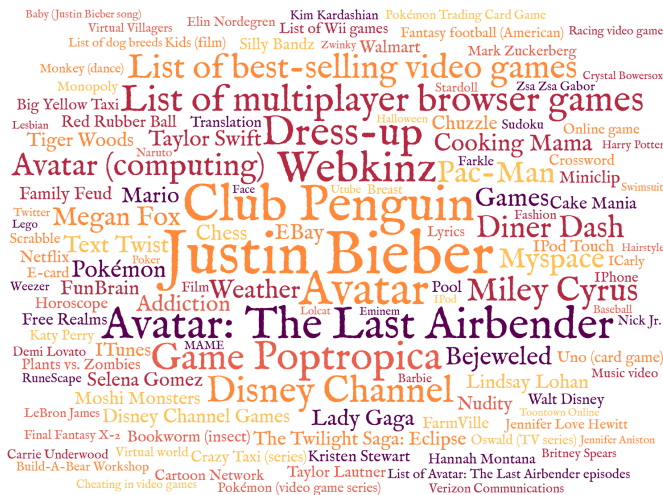 Baby (Justin Bieber song)
Kim Kardashian
Pokémon Trading Card Game
Virtual Villagers
Elin Nordegren
List of Wii games
Fantasy football (American)
Racing video game
List of dog breeds
Kids (film)
Silly Bandz
Zwinky
Walmart
Mark Zuckerberg
Monkey (dance)
List of best-selling video games
Crystal Bowersox
Monopoly
Stardoll
Zsa Zsa Gabor
Big Yellow Taxi
List of multiplayer browser games
Lesbian
Red Rubber Ball
Translation
Dress-up
Halloween
Chuzzle
Sudoku
Online game
Tiger Woods
Taylor Swift
Cooking Mama
Harry Potter
Naruto
Avatar (computing)
Webkinz
Farkle
Crossword
Pac-Man
Miniclip
Swimsuit
Family Feud
Mario
Face
Club Penguin
Utube
Breast
Games
Cake Mania
Twitter
Megan Fox
Fashion
Lego
Chess
EBay
Lyrics
Diner Dash
Scrabble
Text Twist
Justin Bieber
IPod Touch
Hairstyle
Netflix
Poker
Myspace
ICarly
E-card
Pokémon
Weezer
FunBrain
Film
Weather
Avatar
Pool
IPhone
Horoscope
Addiction
IPod
Miley Cyrus
Baseball
Free Realms
Lolcat
Eminem
Avatar: The Last Airbender
Nick Jr.
Katy Perry
Demi Lovato
ITunes
MAME
Game
Poptropica
Bejeweled
Uno (card game)
Plants vs. Zombies
Music video
RuneScape
Selena Gomez
Barbie
Lindsay Lohan
Moshi Monsters
Disney Channel
Nudity
Walt Disney
LeBron James
Disney Channel Games
Lady Gaga
FarmVille
Toontown Online
Jennifer Love Hewitt
Final Fantasy X-2
Bookworm (insect)
The Twilight Saga: Eclipse
Oswald (TV series)
Jennifer Aniston
Carrie Underwood
Virtual world
Crazy Taxi (series)
Kristen Stewart
Hannah Montana
Britney Spears
Build-A-Bear Workshop
Cartoon Network
Taylor Lautner
List of Avatar: The Last Airbender episodes
Cheating in video games
Pokémon (video game series)
Verizon Communications